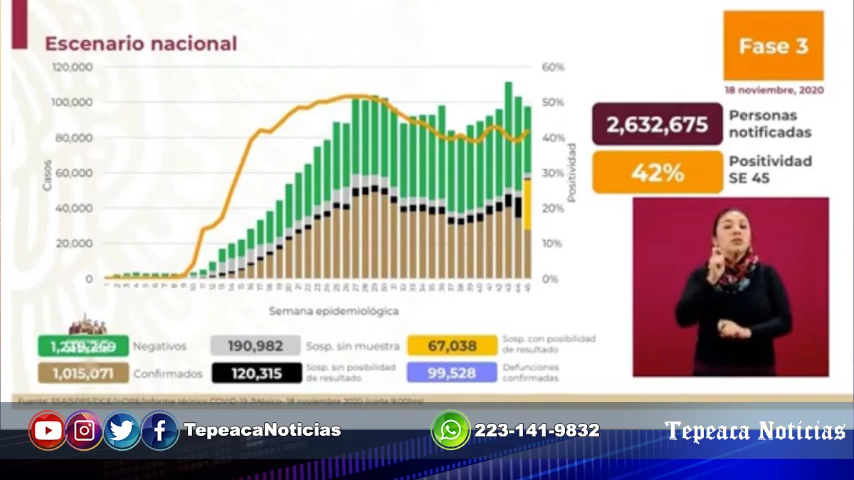 Escenario nacional
Fase 3
18 noviembre, 2020
120,000
100,000
80,000
60,000
40,000
20,000
0
60%
50%
40%
30%
20%
10%
0%
Casos
Positividad
Semana epidemiológica
2,632,675
Personas
notificadas
42%
Positividad
SE 45
Negativos
190,982
Sosp. sin muestra
67,038
Sosp. con posibilidad
de resultado
1,015,071
Confirmados
120,315
Sosp. sin posibilidad
de resultado
99,528
Defunciones
confirmadas
TepeacaNoticias
223-141-9832
Tepeaca Noticias